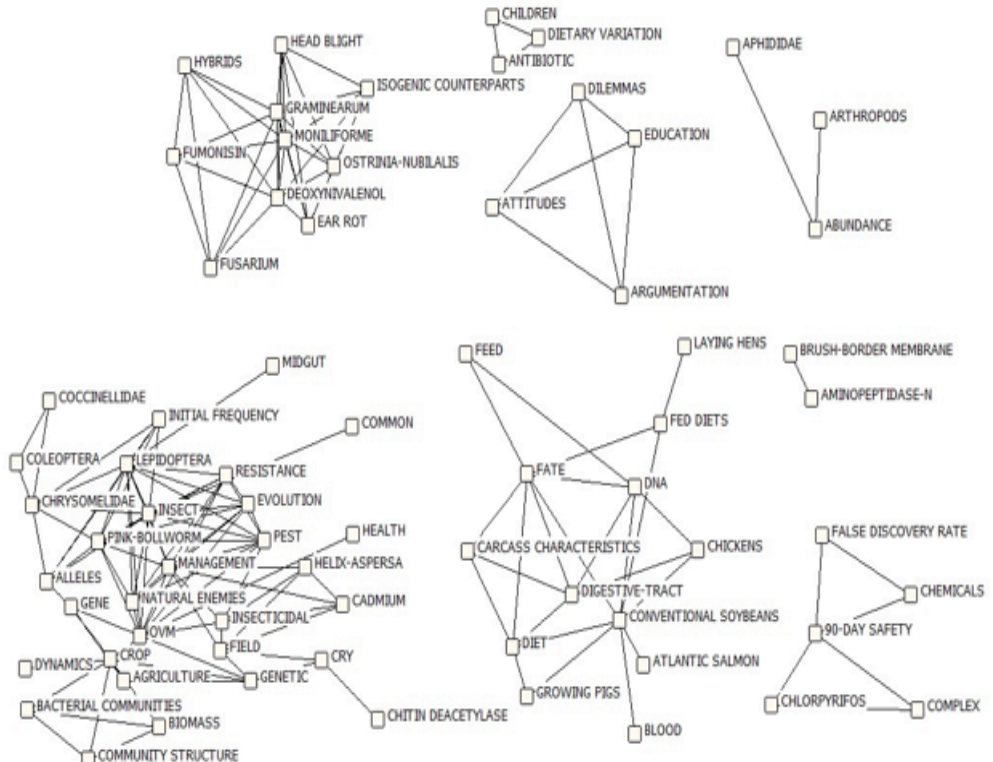 CHILDREN
DIETARY VARIATION
ANTIBIOTIC
HEAD BLIGHT
HYBRIDS
ISOGENIC COUNTERPARTS
GRAMINEARUM
MONILIFORME
FUMONISIN
OSTRINIA-NUBILALIS
DEOXYNIVALENOL
EAR ROT
FUSARIUM
DILEMMAS
EDUCATION
ATTITUDES
ARGUMENTATION
APHIDIDAE
ARTHROPODS
ABUNDANCE
MIDGUT
COCCINELLIDAE
INITIAL FREQUENCY
COMMON
COLEOPTERA
LEPIDOPTERA
RESISTANCE
CHRYSOMELIDAE
INSECT
EVOLUTION
PINK-BOLLWORM
PEST
HEALTH
MANAGEMENT
HELIX-ASPERSA
ALLELES
GENE
NATURAL ENEMIES
CADMIUM
INSECTICIDAL
OVM
FIELD
CROP
CRY
DYNAMICS
AGRICULTURE
GENETIC
BACTERIAL COMMUNITIES
BIOMASS
CHITIN DEACETYLASE
COMMUNITY STRUCTURE
FEED
LAYING HENS
FED DIETS
FATE
DNA
CARCASS CHARACTERISTICS
CHICKENS
DIGESTIVE-TRACT
CONVENTIONAL SOYBEANS
DIET
ATLANTIC SALMON
GROWING PIGS
BLOOD
BRUSH-BORDER MEMBRANE
AMINOPEPTIDASE-N
FALSE DISCOVERY RATE
CHEMICALS
90-DAY SAFETY
CHLORPYRIFOS
COMPLEX